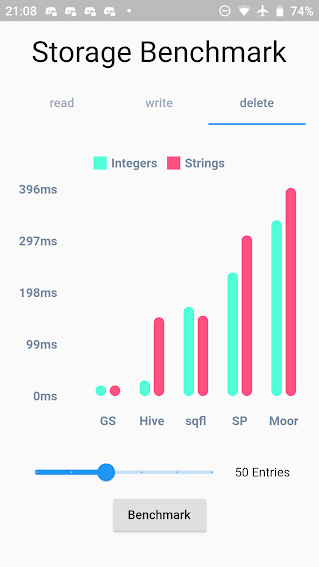 21:08 74%
Storage Benchmark
read write delete
Integers Strings
396ms
297ms
198ms
99ms
0ms
GS Hive sqfl SP Moor
50 Entries
Benchmark